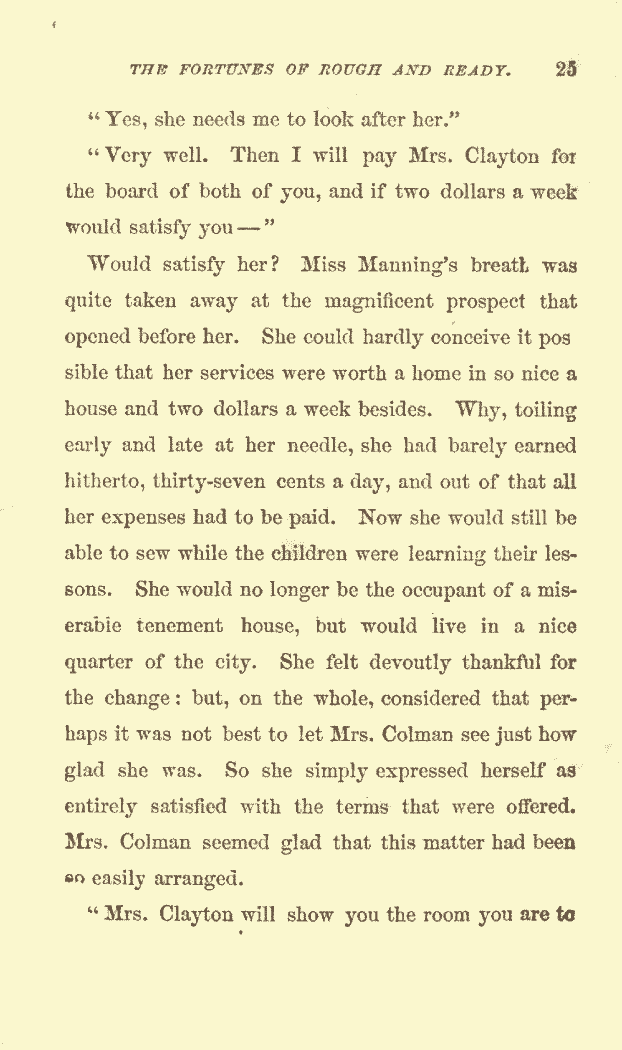 THE FORTUNES OF ROUGH AND READY. 25
"Yes, she needs me to look after her."
"Very well. Then I will pay Mrs. Clayton for
the board of both of you, and if two dollars a week
would satisfy you—"
Would satisfy her? Miss Manning's breath was
quite taken away at the magnificent prospect that
opened before her. She could hardly conceive it pos
sible that her services were worth a home in so nice a
house and two dollars a week besides. Why, toiling
early and late at her needle, she had barely earned
hitherto, thirty-seven cents a day, and out of that all
her expenses had to be paid. Now she would still be
able to sew while the children were learning their les-
sons. She would no longer be the occupant of a mis-
erable tenement house, but would live in a nice
quarter of the city. She felt devoutly thankful for
the change: but, on the whole, considered that per-
haps it was not best to let Mrs. Colman see just how
glad she was. So she simply expressed herself as
entirely satisfied with the terms that were offered.
Mrs. Colman seemed glad that this matter had been
so easily arranged.
"Mrs. Clayton will show you the room you are to